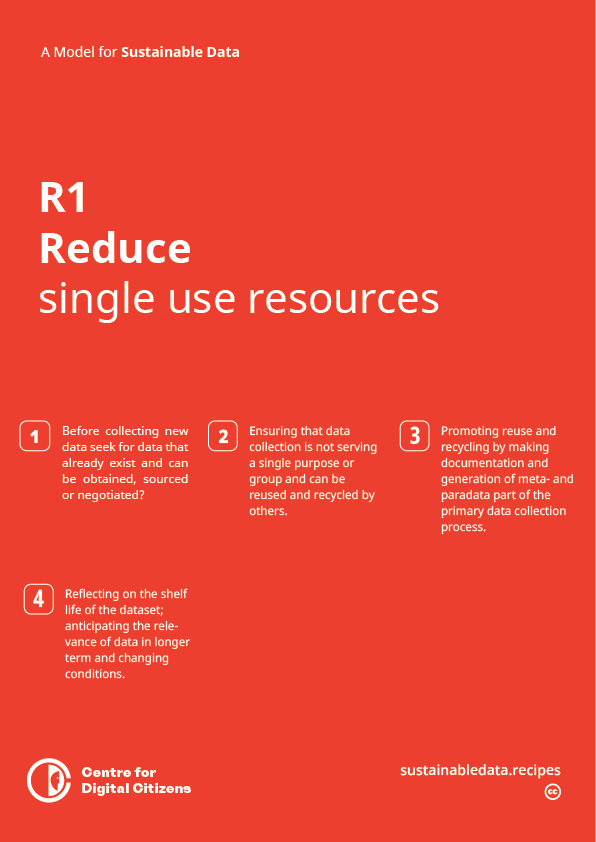 A Model for Sustainable Data
R1
Reduce
single use resources
1
Before collecting new
data seek for data that
already exist and can
be obtained, sourced
or negotiated?
2
Ensuring that data
collection is not serving
a single purpose or
group and can be
reused and recycled by
others.
3
Promoting reuse and
recycling by making
documentation and
generation of meta- and
paradata part of the
primary data collection
process.
4
Reflecting on the shelf
life of the dataset;
anticipating the rele-
vance of data in longer
term and changing
conditions.
Centre for
Digital Citizens
sustainabledata.recipes
cc